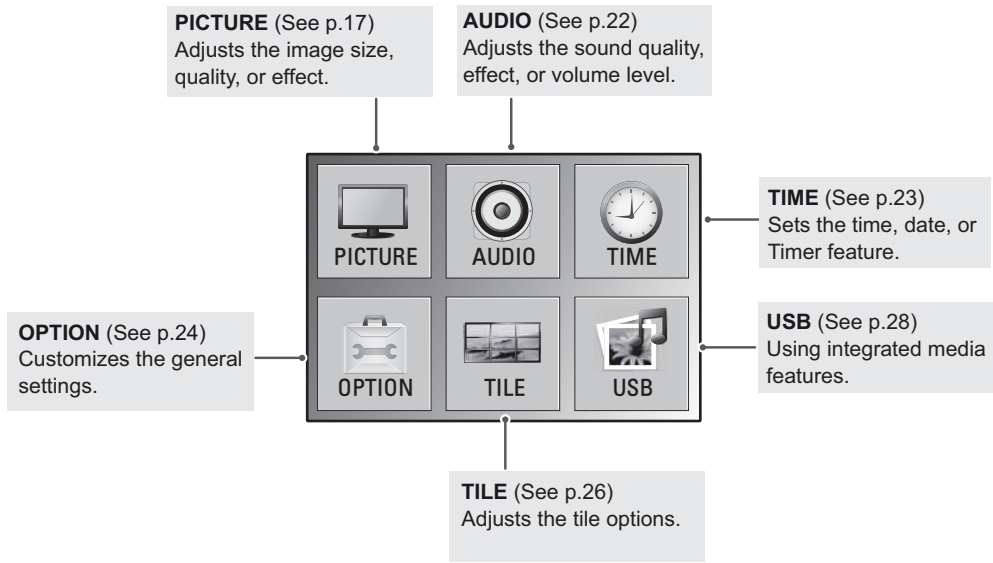 PICTURE (See p.17)
Adjusts the image size,
quality, or effect.
AUDIO (See p.22)
Adjusts the sound quality,
effect, or volume level.
PICTURE
AUDIO
TIME
TIME (See p.23)
Sets the time, date, or
Timer feature.
OPTION (See p.24)
Customizes the general
settings.
OPTION
TILE
USB
USB (See p.28)
Using integrated media
features.
TILE (See p.26)
Adjusts the tile options.